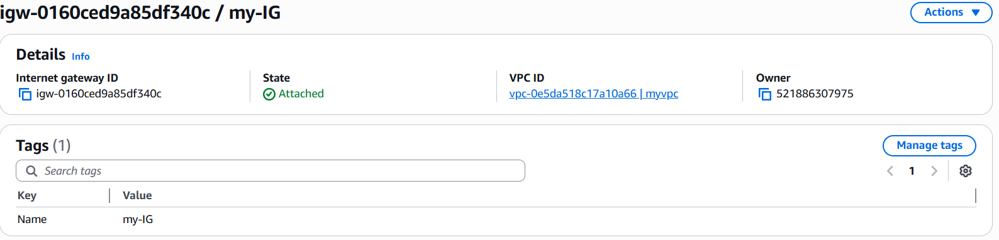 igw-0160ced9a85df340c / my-IG
Actions
Details Info
Internet gateway ID
igw-0160ced9a85df340c
State
Attached
VPC ID
vpc-0e5da518c17a10a66 | myvpc
Owner
521886307975
Tags (1)
Manage tags
Search tags
1
Key Value
Name my-IG